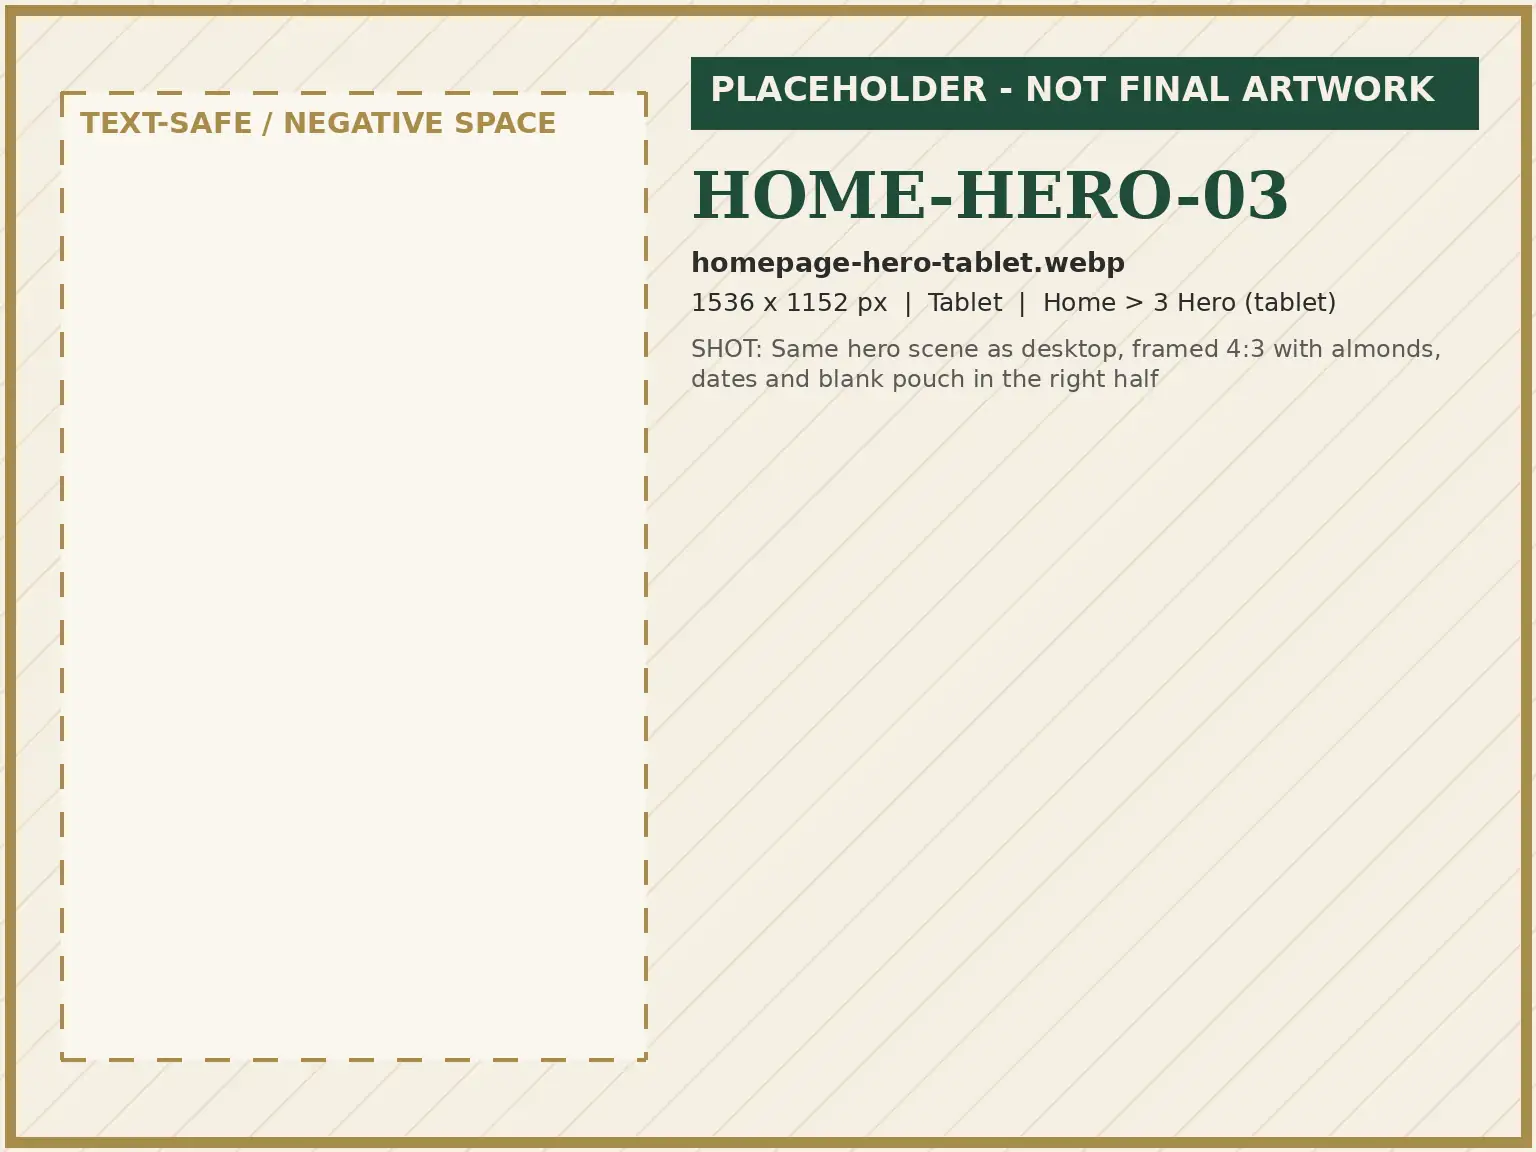 TEXT-SAFE / NEGATIVE SPACE
PLACEHOLDER - NOT FINAL ARTWORK
HOME-HERO-03
homepage-hero-tablet.webp
1536 x 1152 px | Tablet | Home > 3 Hero (tablet)
SHOT: Same hero scene as desktop, framed 4:3 with almonds,
dates and blank pouch in the right half